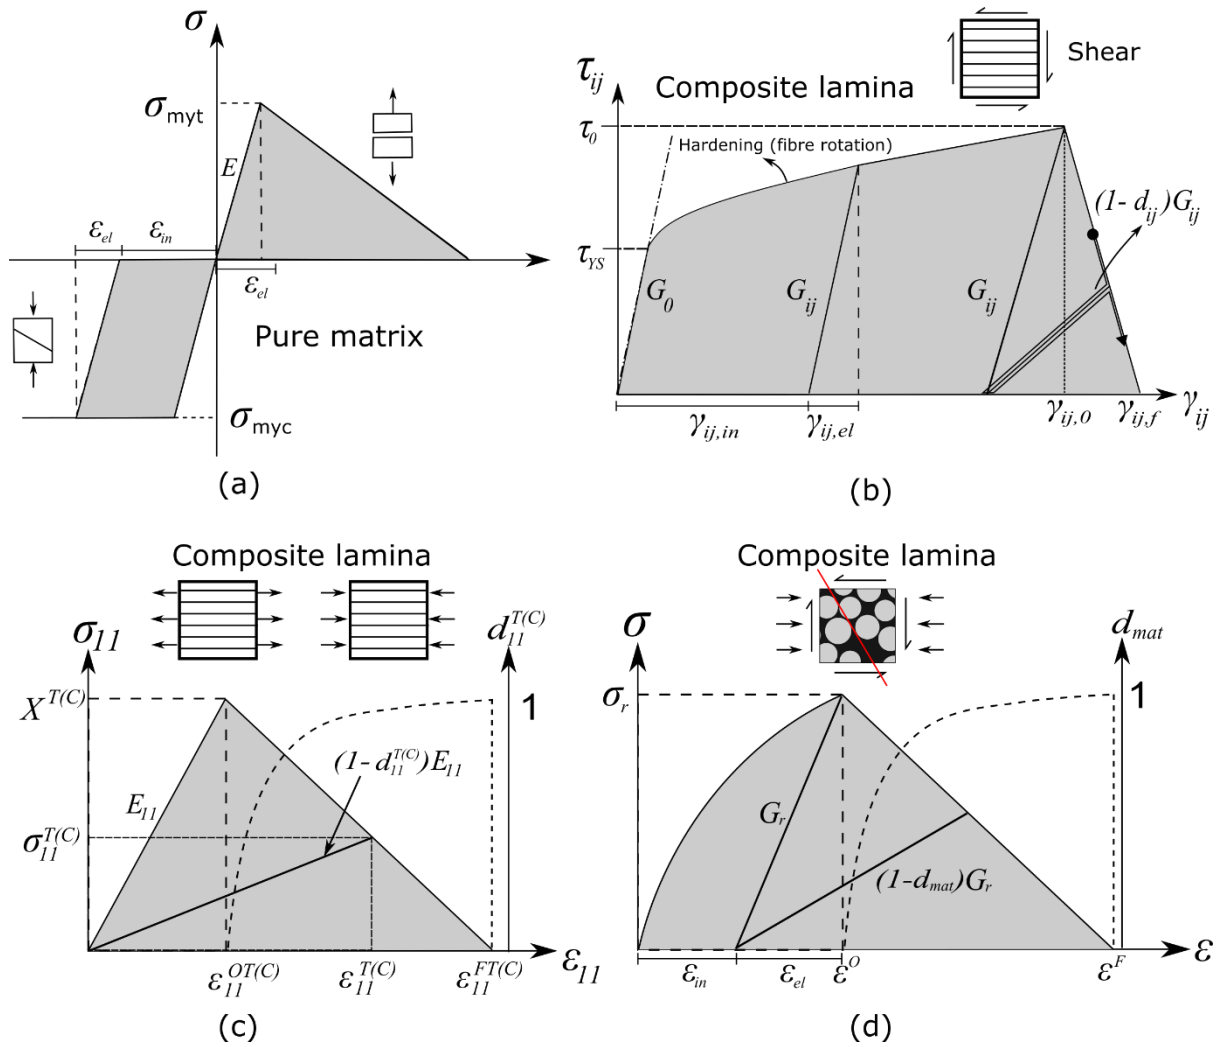 σ
σ_myt
E
ε_el
ε_in
ε_el
Pure matrix
σ_myc
(a)
Shear
Composite lamina
τ_ij
τ_0
Hardening (fibre rotation)
(1- d_ij)G_ij
τ_YS
G_0
G_ij
G_ij
γ_ij,in
γ_ij,el
γ_ij,0
γ_ij,f
γ_ij
(b)
Composite lamina
σ_11
d_11^T(C)
X^T(C)
1
(1- d_11^T(C))E_11
E_11
σ_11^T(C)
ε_11^OT(C)
ε_11^T(C)
ε_11^FT(C)
ε_11
(c)
Composite lamina
σ
d_mat
σ_r
1
G_r
(1-d_mat)G_r
ε_in
ε_el
ε^O
ε^F
ε
(d)